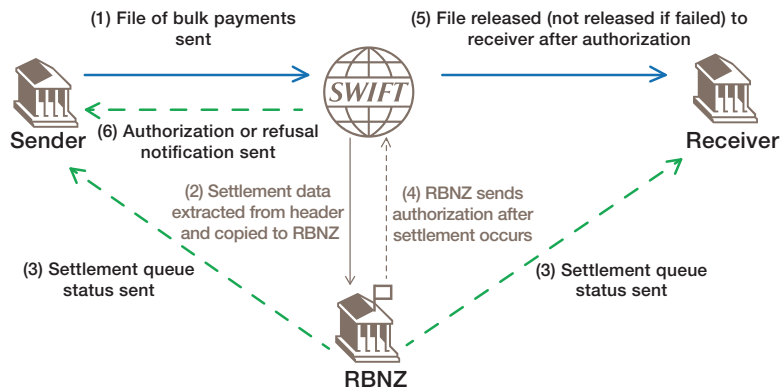 (1) File of bulk payments
sent
(5) File released (not released if failed) to
receiver after authorization
SWIFT
Sender
(6) Authorization or refusal
notification sent
Receiver
(2) Settlement data
extracted from header
and copied to RBNZ
(4) RBNZ sends
authorization after
settlement occurs
(3) Settlement queue
status sent
(3) Settlement queue
status sent
RBNZ